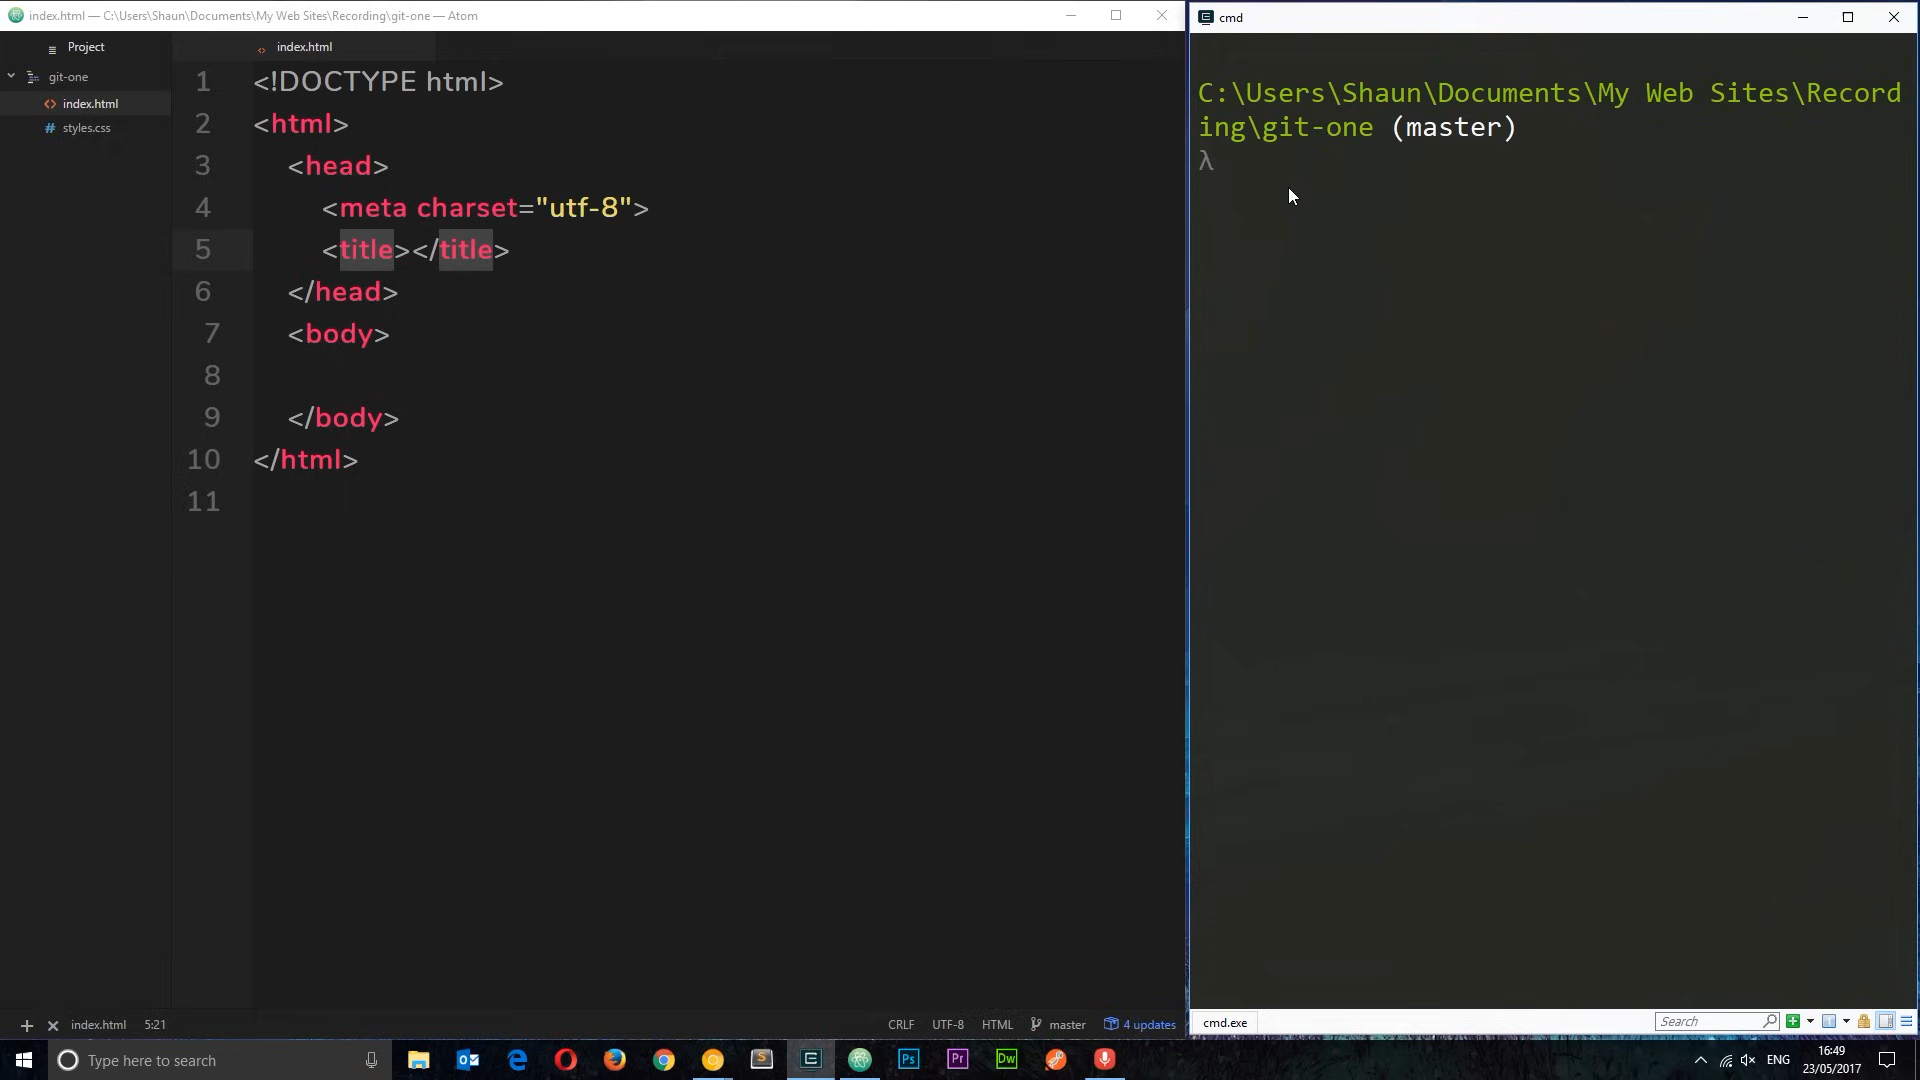 index.html — C:\Users\Shaun\Documents\My Web Sites\Recording\git-one — Atom
Project
git-one
index.html
styles.css
index.html
1 <!DOCTYPE html>
2 <html>
3 <head>
4 <meta charset="utf-8">
5 <title></title>
6 </head>
7 <body>
8
9 </body>
10 </html>
11
index.html 5:21
CRLF UTF-8 HTML master 4 updates
cmd
C:\Users\Shaun\Documents\My Web Sites\Record
ing\git-one (master)
λ
cmd.exe
Search
Type here to search
S
Ps
Pr
Dw
ENG
16:49
23/05/2017